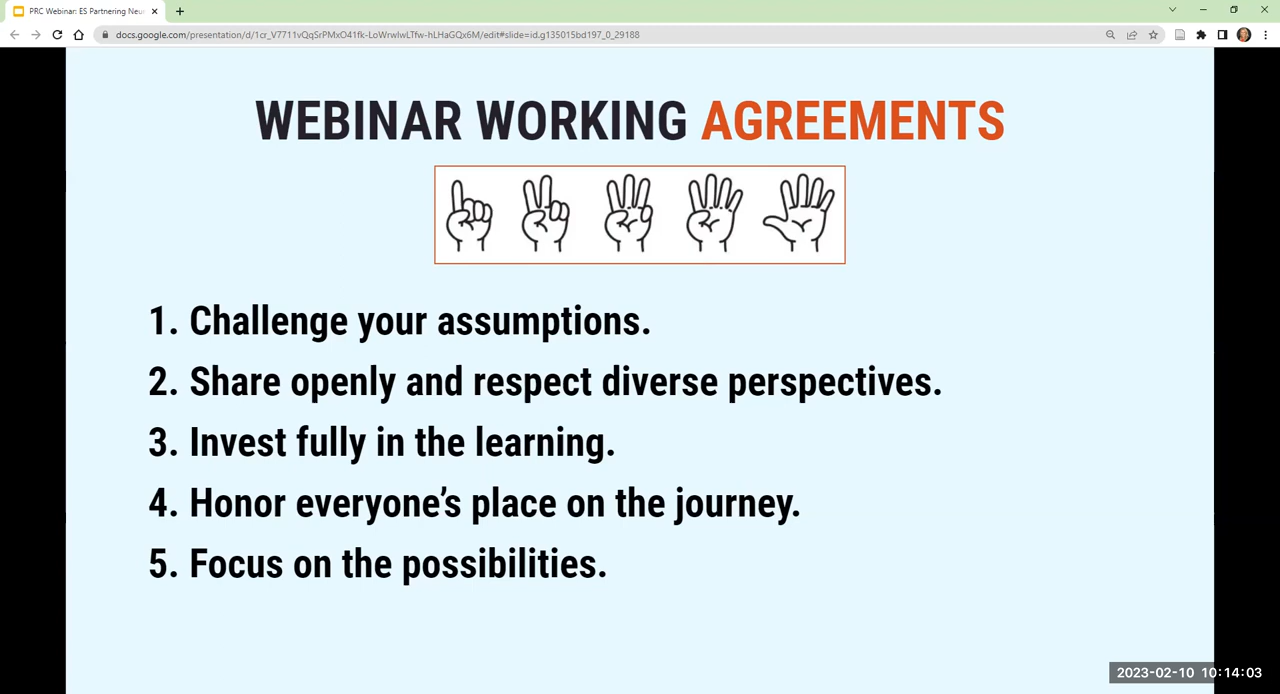 PRC Webinar: ES Partnering Neu
docs.google.com/presentation/d/1cr_V7711vQqSrPMxO41fk-LoWrwlwLTfw-hLHaGQx6M/edit#slide=id.g135015bd197_0_29188
WEBINAR WORKING AGREEMENTS
1. Challenge your assumptions.
2. Share openly and respect diverse perspectives.
3. Invest fully in the learning.
4. Honor everyone’s place on the journey.
5. Focus on the possibilities.
2023-02-10 10:14:03